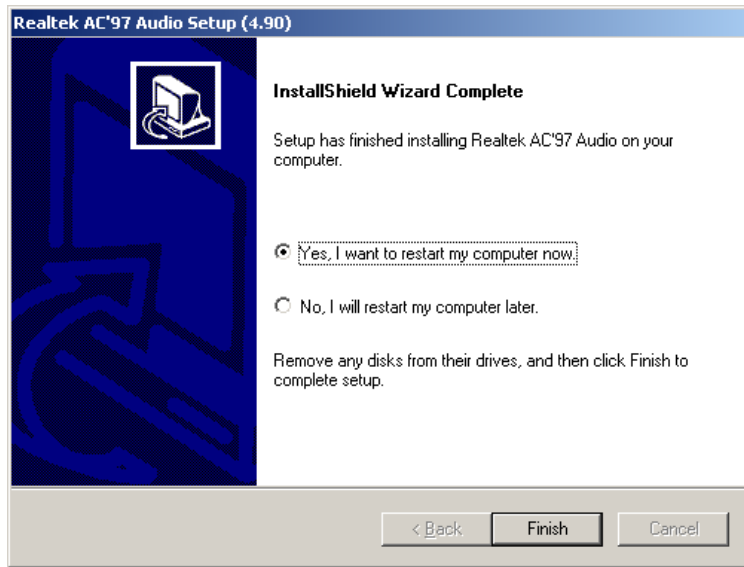 Realtek AC'97 Audio Setup (4.90)
InstallShield Wizard Complete
Setup has finished installing Realtek AC'97 Audio on your
computer.
Yes, I want to restart my computer now.
No, I will restart my computer later.
Remove any disks from their drives, and then click Finish to
complete setup.
< Back
Finish
Cancel